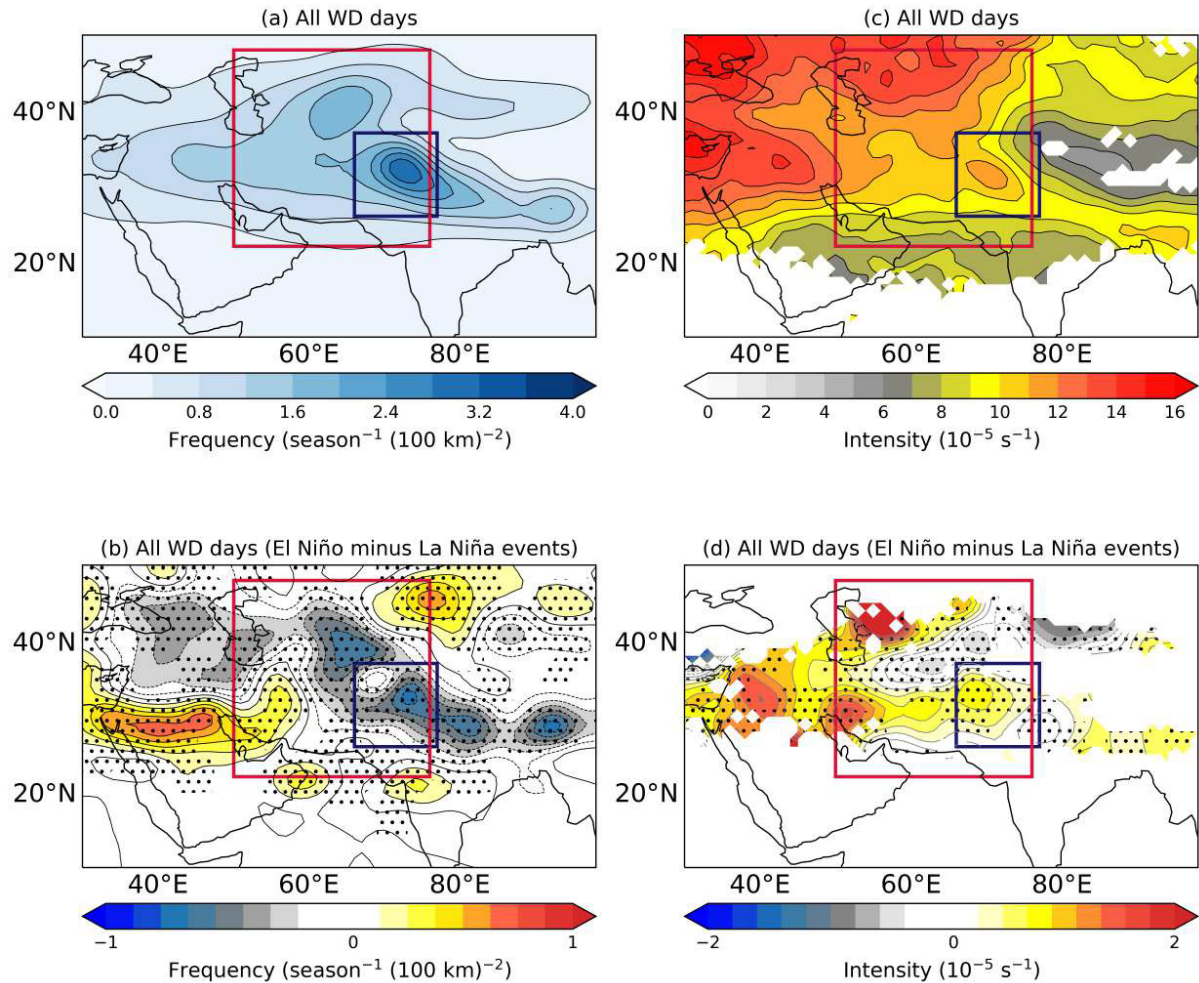 (a) All WD days
40°N
20°N
40°E 60°E 80°E
0.0 0.8 1.6 2.4 3.2 4.0
Frequency (season⁻¹ (100 km)⁻²)
(c) All WD days
40°N
20°N
40°E 60°E 80°E
0 2 4 6 8 10 12 14 16
Intensity (10⁻⁵ s⁻¹)
(b) All WD days (El Niño minus La Niña events)
40°N
20°N
40°E 60°E 80°E
−1 0 1
Frequency (season⁻¹ (100 km)⁻²)
(d) All WD days (El Niño minus La Niña events)
40°N
20°N
40°E 60°E 80°E
−2 0 2
Intensity (10⁻⁵ s⁻¹)